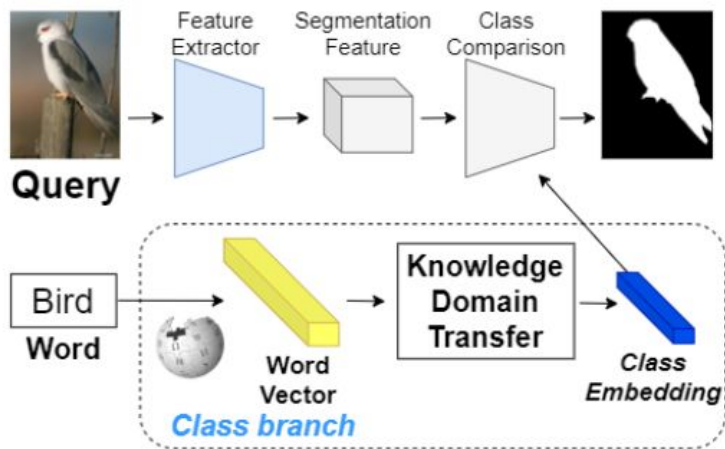 Feature
Extractor
Segmentation
Feature
Class
Comparison
Query
Bird
Word
Word
Vector
Knowledge
Domain
Transfer
Class
Embedding
Class branch